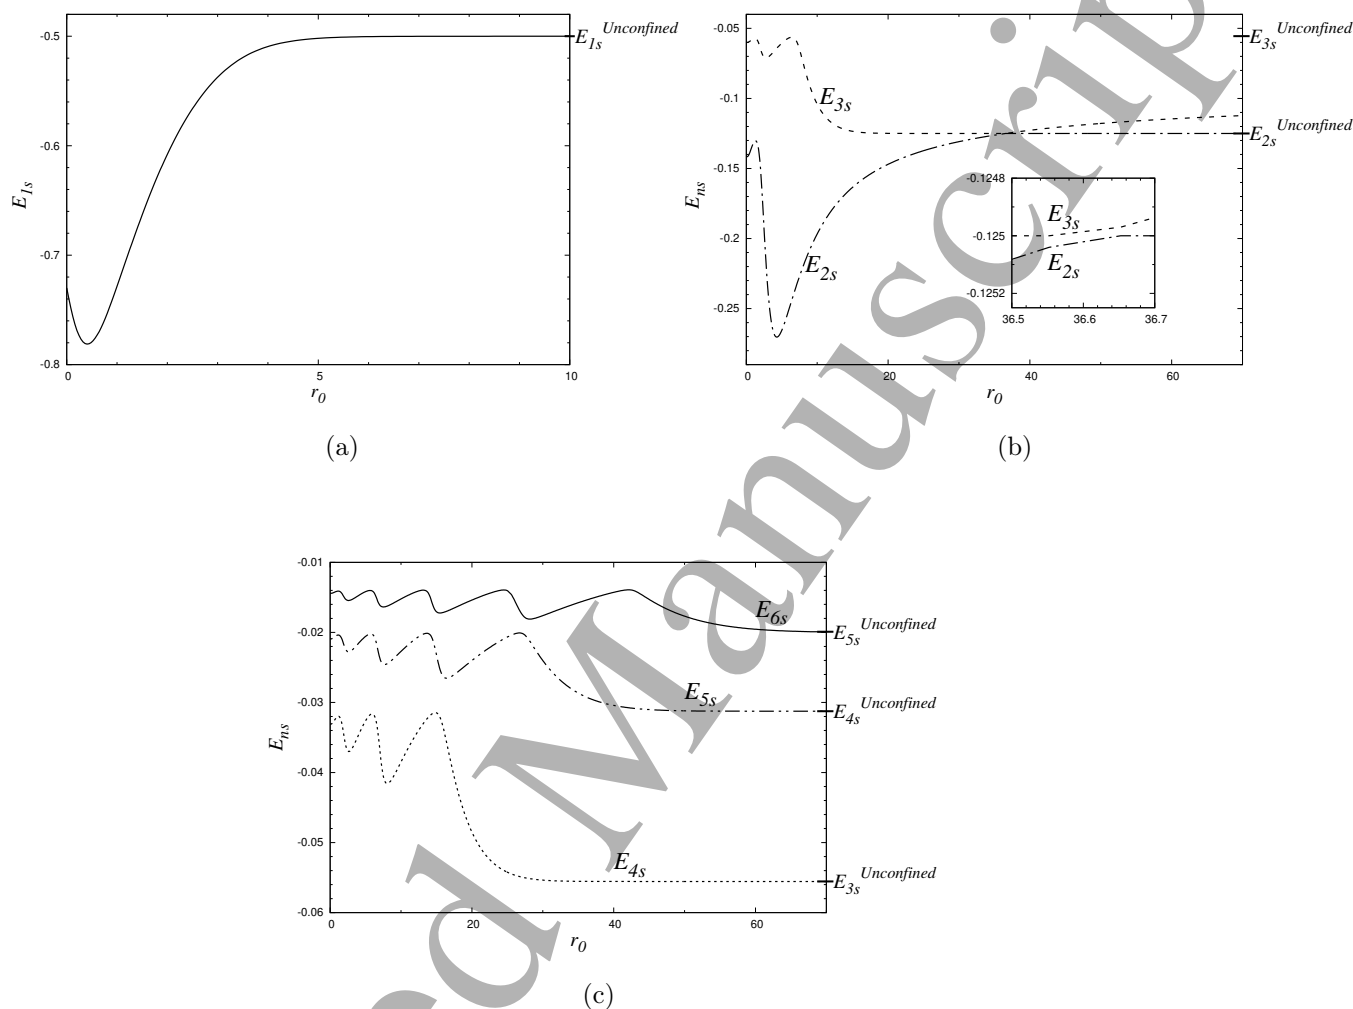 -0.5
-0.6
-0.7
-0.8
0
5
10
E1s
r0
E1s Unconfined
(a)
-0.05
-0.1
-0.15
-0.2
-0.25
0
20
40
60
Ens
r0
E3s
E2s
E3s Unconfined
E2s Unconfined
-0.1248
-0.125
-0.1252
36.5
36.6
36.7
E3s
E2s
(b)
-0.01
-0.02
-0.03
-0.04
-0.05
-0.06
0
20
40
60
Ens
r0
E6s
E5s
E4s
E5s Unconfined
E4s Unconfined
E3s Unconfined
(c)
ed Manuscrip